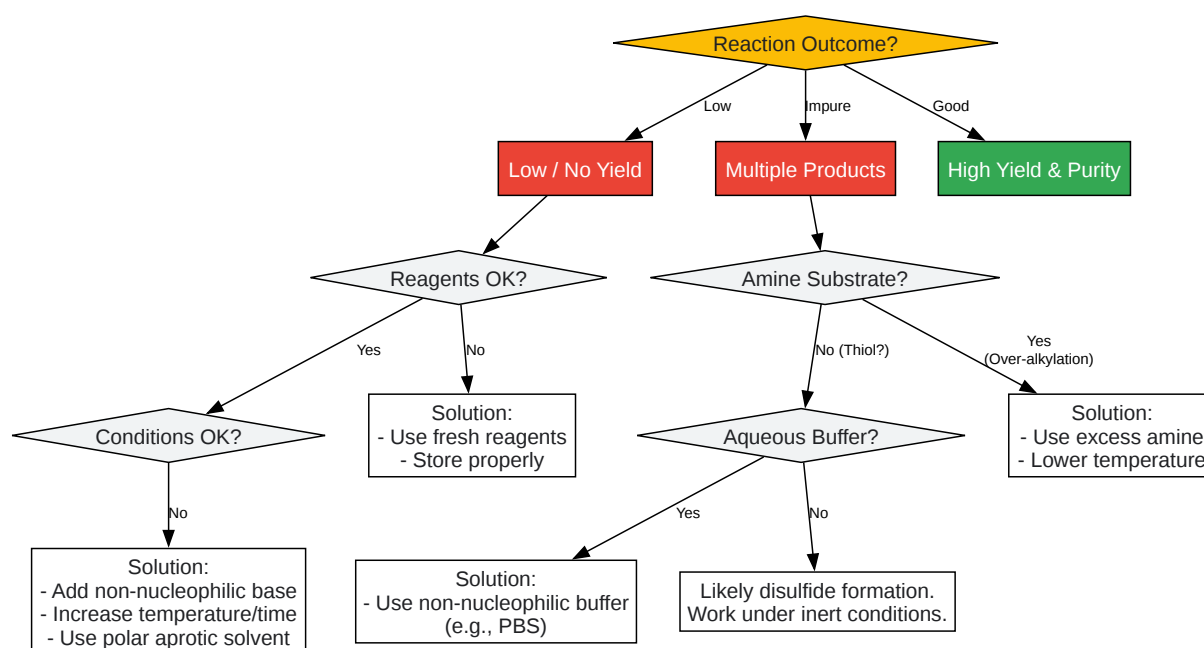 Reaction Outcome?
Low
Impure
Good
Low / No Yield
Multiple Products
High Yield & Purity
Reagents OK?
Amine Substrate?
Yes
No
No (Thiol?)
Yes
(Over-alkylation)
Conditions OK?
Solution:
- Use fresh reagents
- Store properly
Aqueous Buffer?
Solution:
- Use excess amine
- Lower temperature
No
Yes
No
Solution:
- Add non-nucleophilic base
- Increase temperature/time
- Use polar aprotic solvent
Solution:
- Use non-nucleophilic buffer
(e.g., PBS)
Likely disulfide formation.
Work under inert conditions.